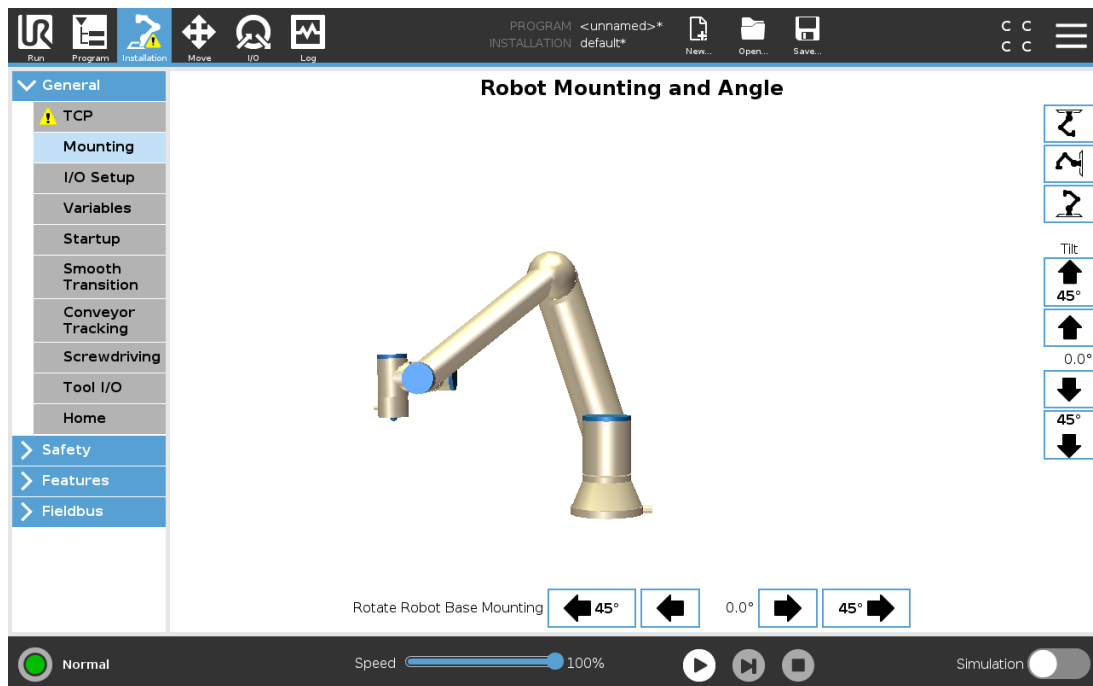 PROGRAM <unnamed>*
INSTALLATION default*
C C
C C
Run
Program
Installation
Move
I/O
Log
New...
Open...
Save...
General
Robot Mounting and Angle
TCP
Mounting
I/O Setup
Variables
Startup
Smooth
Transition
Conveyor
Tracking
Screwdriving
Tool I/O
Home
Safety
Features
Fieldbus
Tilt
45°
0.0°
45°
Rotate Robot Base Mounting 45° 0.0° 45°
Normal
Speed 100%
Simulation